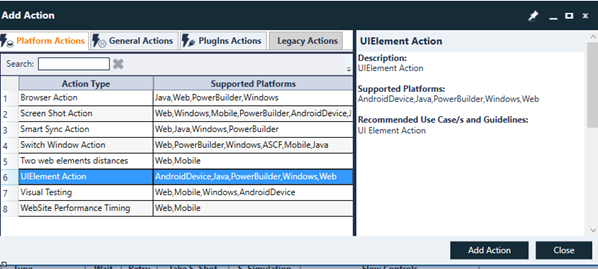 Add Action
Platform Actions
General Actions
PlugIns Actions
Legacy Actions
Search:
Action Type Supported Platforms
1 Browser Action Java,Web,PowerBuilder,Windows
2 Screen Shot Action Web,Windows,Mobile,PowerBuilder,AndroidDevice,J
3 Smart Sync Action Web,Java,Windows,PowerBuilder
4 Switch Window Action Web,PowerBuilder,Windows,ASCF,Mobile,Java
5 Two web elements distances Web,Mobile
6 UIElement Action AndroidDevice,Java,PowerBuilder,Windows,Web
7 Visual Testing Web,Mobile,Windows,AndroidDevice
8 WebSite Performance Timing Web,Mobile
UIElement Action
Description:
UIElement Action
Supported Platforms:
AndroidDevice,Java,PowerBuilder,Windows,Web
Recommended Use Case/s and Guidelines:
UI Element Action
Add Action
Close